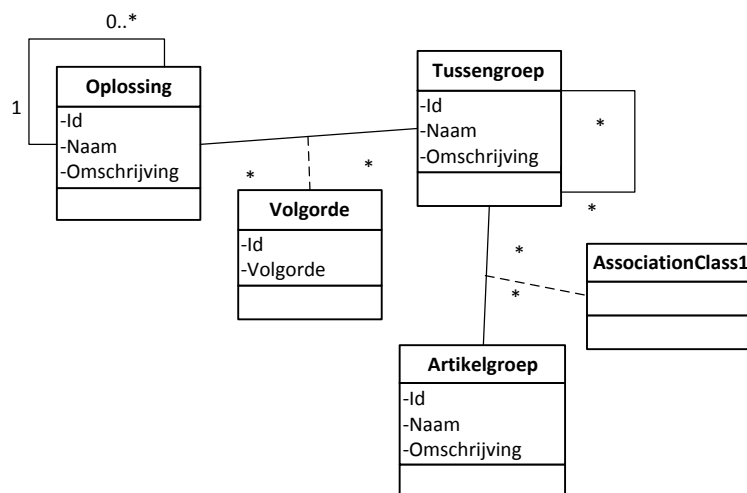 0..*
1
Oplossing
-Id
-Naam
-Omschrijving
Tussengroep
-Id
-Naam
-Omschrijving
*
*
*
*
Volgorde
-Id
-Volgorde
*
*
AssociationClass1
Artikelgroep
-Id
-Naam
-Omschrijving